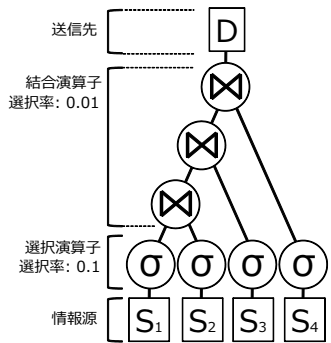 送信先
D
結合演算子
選択率: 0.01
⋈
⋈
⋈
選択演算子
選択率: 0.1
σ σ σ σ
情報源
S1 S2 S3 S4